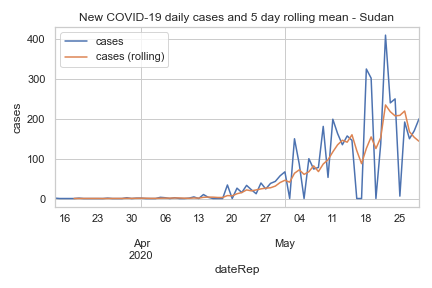 New COVID-19 daily cases and 5 day rolling mean - Sudan
cases
cases (rolling)
400
300
200
100
0
cases
16 23 30 06 13 20 27 04 11 18 25
Apr May
2020
dateRep